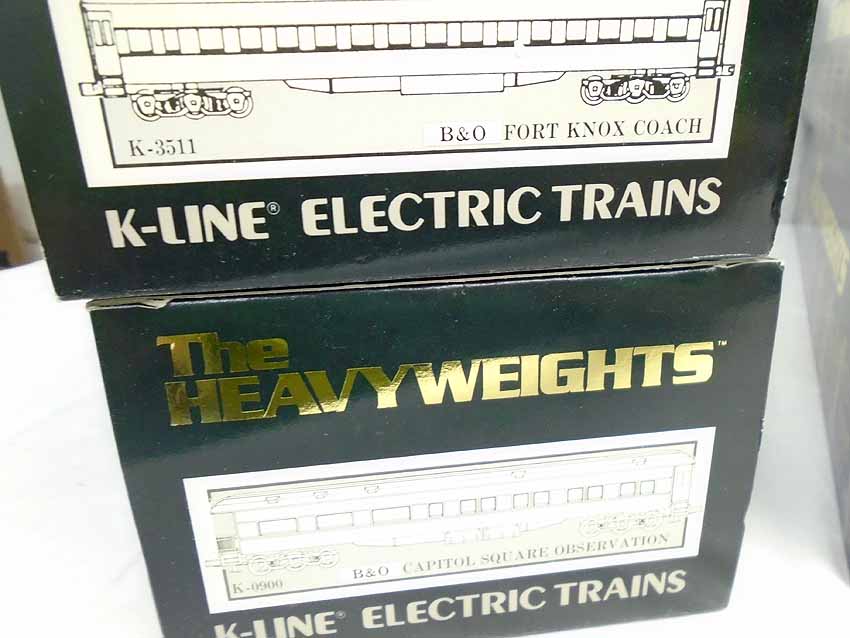 K-3511
B&O FORT KNOX COACH
K-LINE® ELECTRIC TRAINS
The
HEAVYWEIGHTS™
K-0900
B&O CAPITOL SQUARE OBSERVATION
K-LINE® ELECTRIC TRAINS